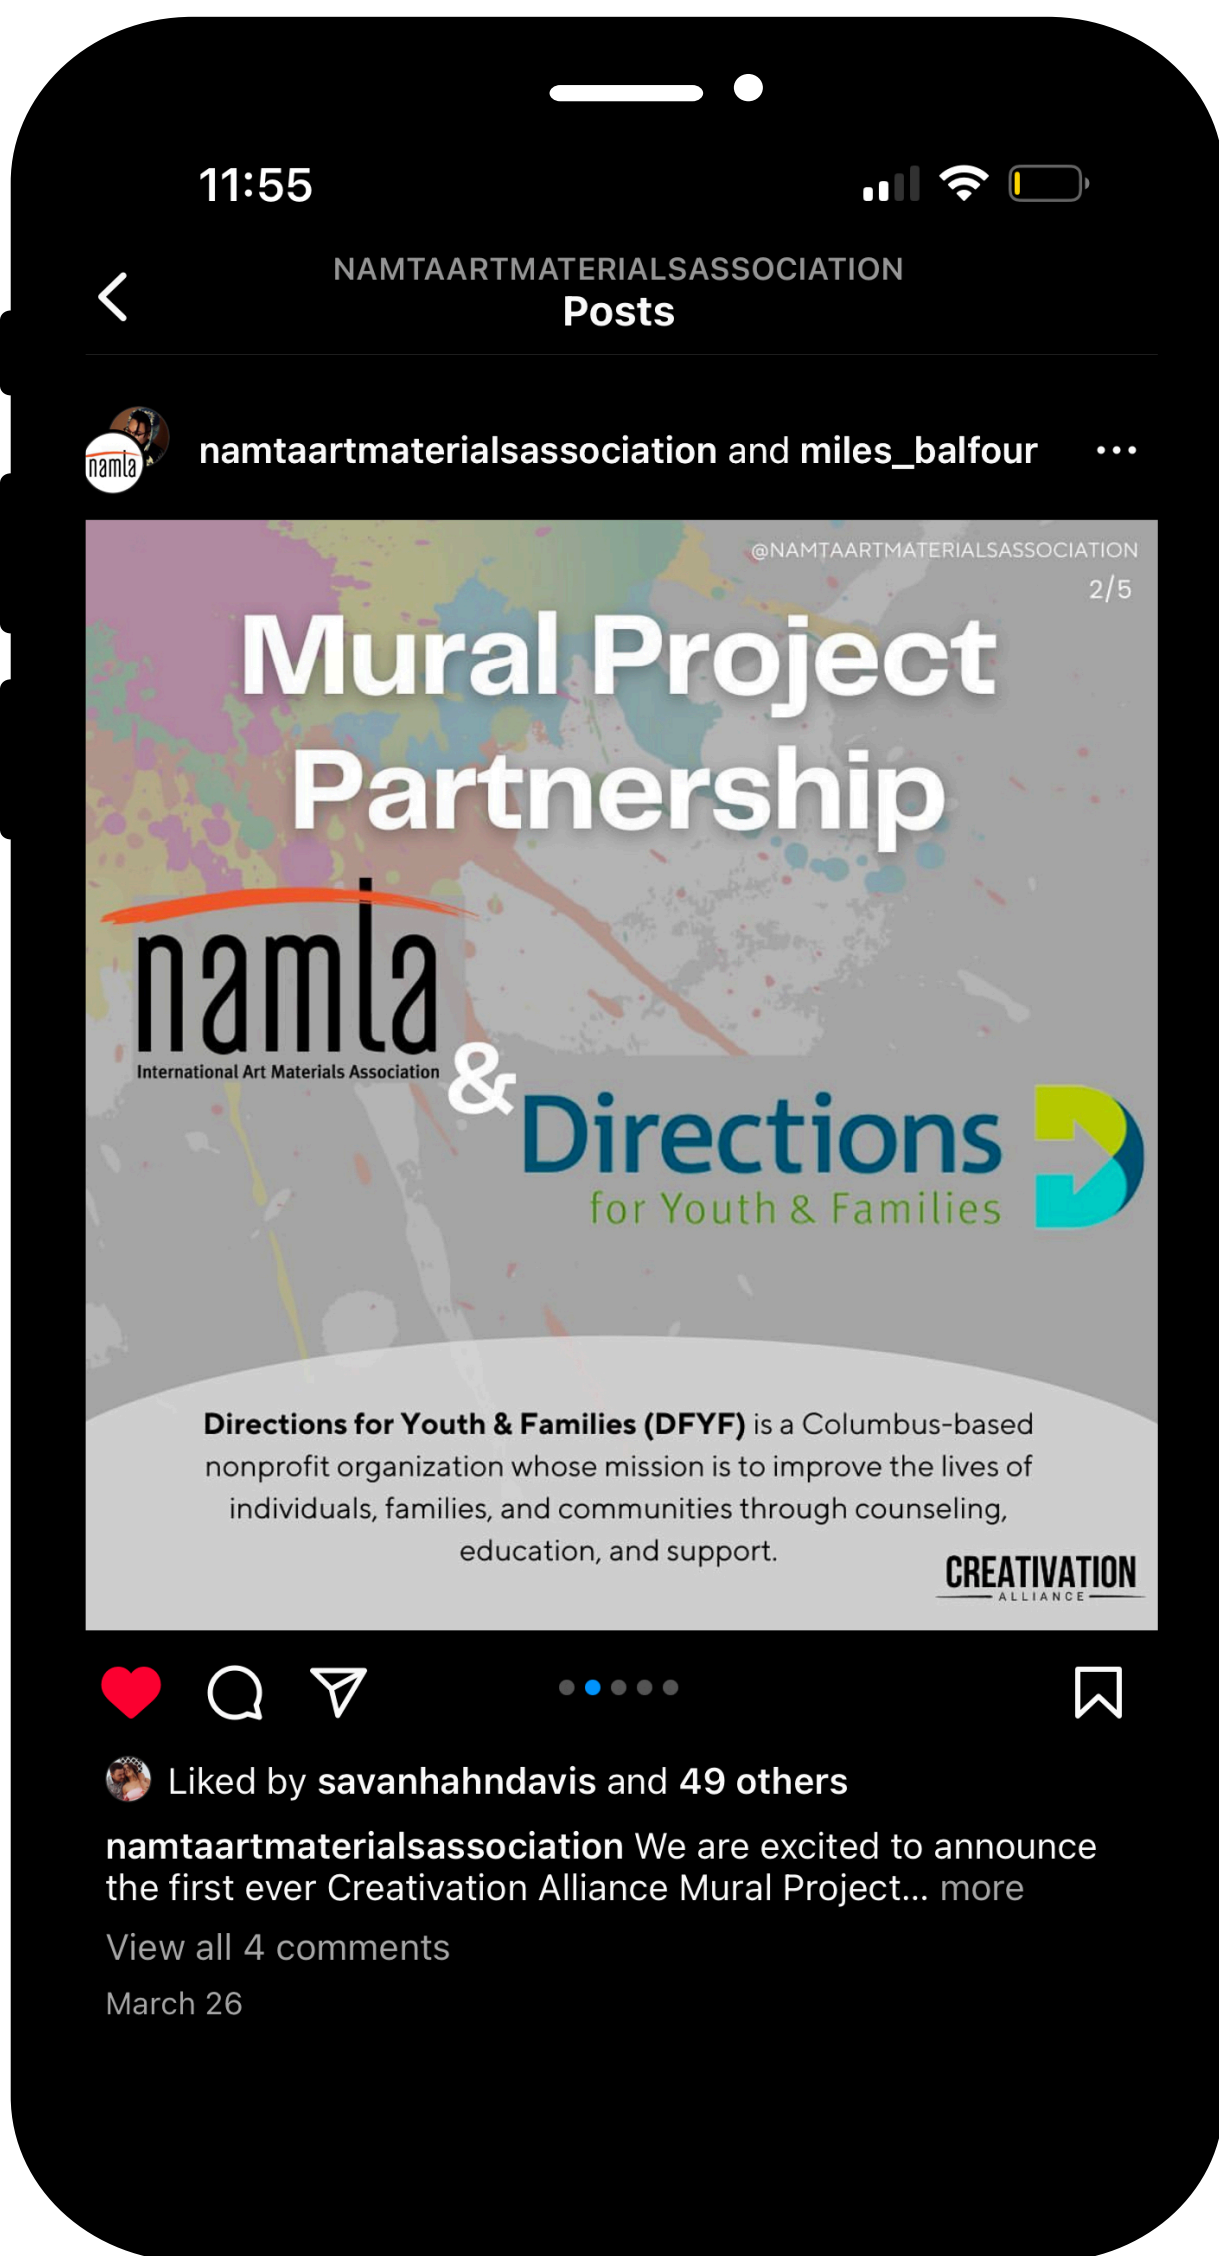 11:55
NAMTAARTMATERIALSASSOCIATION
Posts
namta
namtaartmaterialsassociation and miles_balfour
@NAMTAARTMATERIALSASSOCIATION
2/5
Mural Project
Partnership
namta
International Art Materials Association
&
Directions
for Youth & Families
Directions for Youth & Families (DFYF) is a Columbus-based
nonprofit organization whose mission is to improve the lives of
individuals, families, and communities through counseling,
education, and support.
CREATIVATION
ALLIANCE
Liked by savanhahndavis and 49 others
namtaartmaterialsassociation We are excited to announce
the first ever Creativation Alliance Mural Project... more
View all 4 comments
March 26